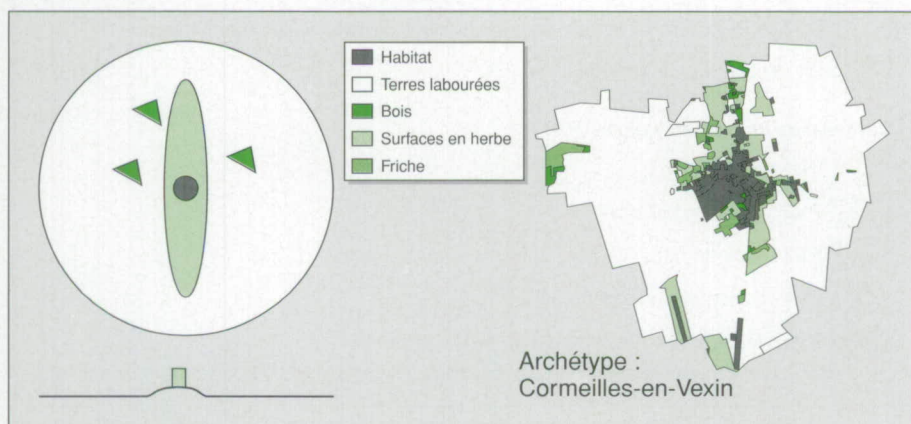 Habitat
Terres labourées
Bois
Surfaces en herbe
Friche
Archétype :
Cormeilles-en-Vexin